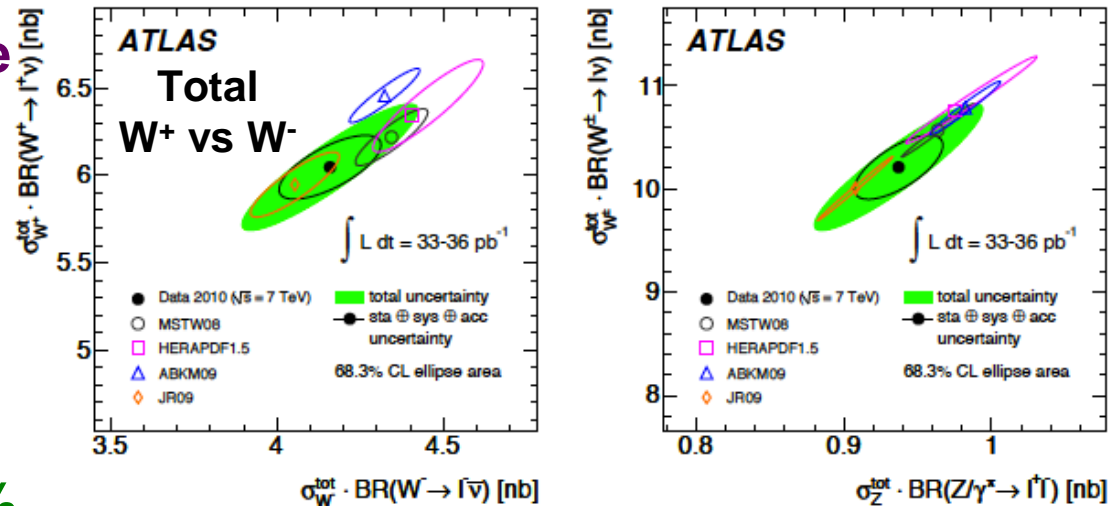 e
ATLAS
Total
W⁺ vs W⁻
σ^tot_W⁺ · BR(W⁺→ l⁺ν) [nb]
6.5
6
5.5
5
∫ L dt = 33-36 pb⁻¹
Data 2010 (√s = 7 TeV)
MSTW08
HERAPDF1.5
ABKM09
JR09
total uncertainty
sta ⊕ sys ⊕ acc
uncertainty
68.3% CL ellipse area
3.5 4 4.5
σ^tot_W⁻ · BR(W⁻→ l⁻ν̄) [nb]
%
ATLAS
σ^tot_W± · BR(W±→ lν) [nb]
11
10
9
8
∫ L dt = 33-36 pb⁻¹
Data 2010 (√s = 7 TeV)
MSTW08
HERAPDF1.5
ABKM09
JR09
total uncertainty
sta ⊕ sys ⊕ acc
uncertainty
68.3% CL ellipse area
0.8 0.9 1
σ^tot_Z · BR(Z/γ*→ l⁺l⁻) [nb]